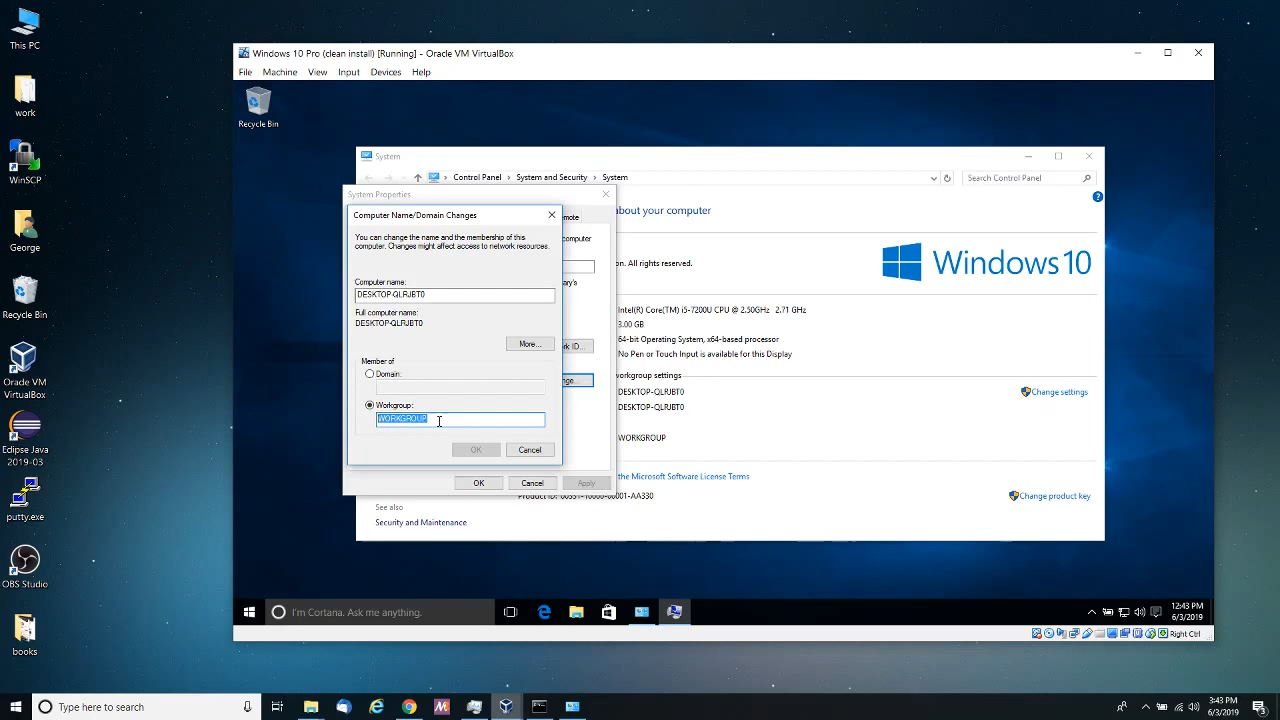 This PC
work
WinSCP
George
Recycle Bin
Oracle VM
VirtualBox
Eclipse Java
2019-03
putty.exe
OBS Studio
books
Windows 10 Pro (clean install) [Running] - Oracle VM VirtualBox
File Machine View Input Devices Help
Recycle Bin
System
Control Panel System and Security System
Search Control Panel
System Properties
Computer Name/Domain Changes
You can change the name and the membership of this
computer. Changes might affect access to network resources.
Computer name:
DESKTOP-QLRJBT0
Full computer name:
DESKTOP-QLRJBT0
More...
Member of
Domain:
Workgroup:
WORKGROUP
OK Cancel
OK Cancel Apply
about your computer
All rights reserved.
Windows 10
Intel(R) Core(TM) i5-7200U CPU @ 2.50GHz 2.71 GHz
3.00 GB
64-bit Operating System, x64-based processor
No Pen or Touch Input is available for this Display
workgroup settings
DESKTOP-QLRJBT0
Change settings
DESKTOP-QLRJBT0
WORKGROUP
the Microsoft Software License Terms
Change product key
See also
Security and Maintenance
I'm Cortana. Ask me anything.
12:43 PM
6/3/2019
Right Ctrl
Type here to search
3:43 PM
6/3/2019